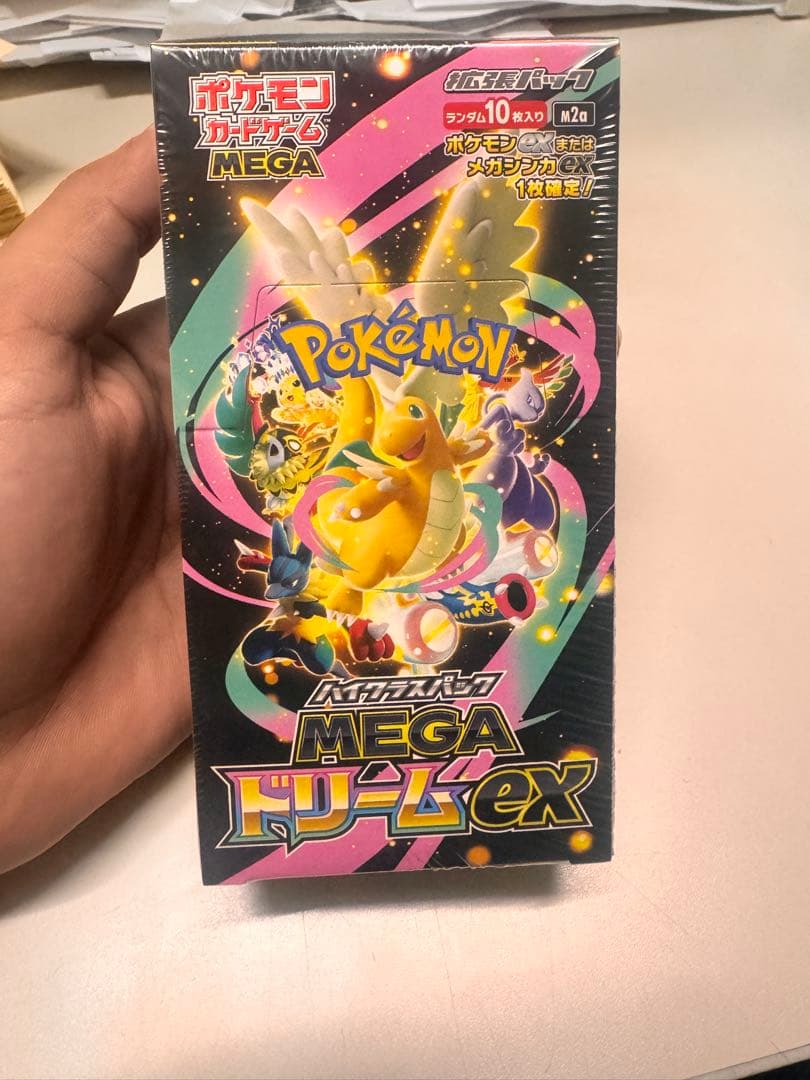 ポケモン
カードゲーム
MEGA
拡張パック
ランダム10枚入り
M2a
ポケモンexまたは
メガシンカex
1枚確定!
POKéMON
ハイクラスパック
MEGA
ドリームex